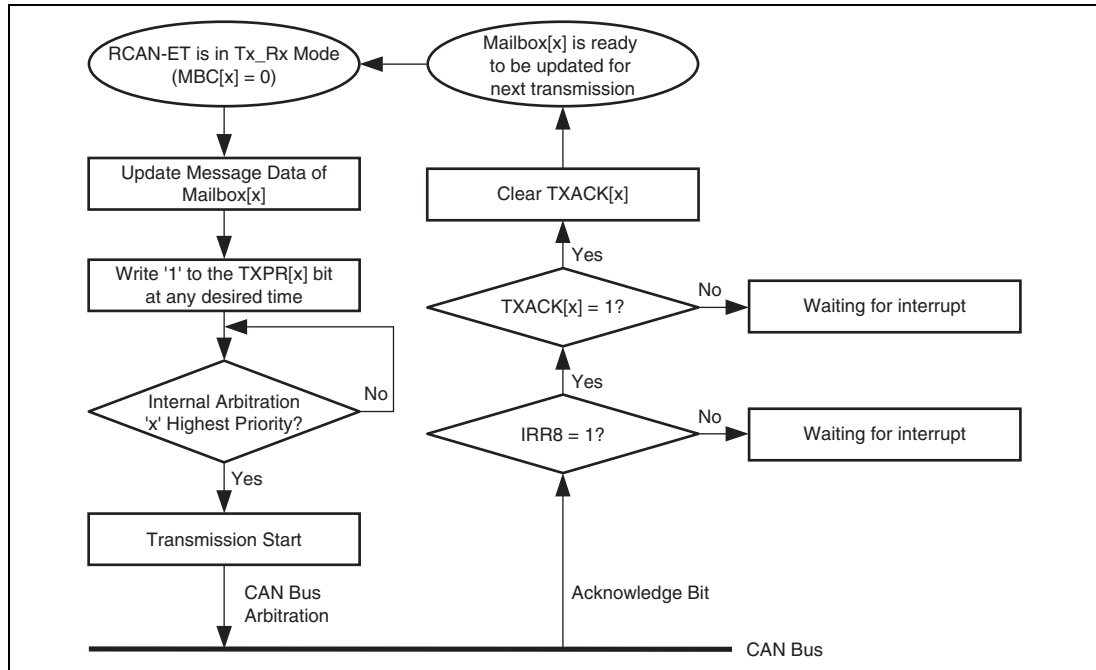 RCAN-ET is in Tx_Rx Mode
(MBC[x] = 0)
Mailbox[x] is ready
to be updated for
next transmission
Update Message Data of
Mailbox[x]
Clear TXACK[x]
Yes
Write '1' to the TXPR[x] bit
at any desired time
TXACK[x] = 1?
No
Waiting for interrupt
Yes
Internal Arbitration
'x' Highest Priority?
No
IRR8 = 1?
No
Waiting for interrupt
Yes
Transmission Start
CAN Bus
Arbitration
Acknowledge Bit
CAN Bus